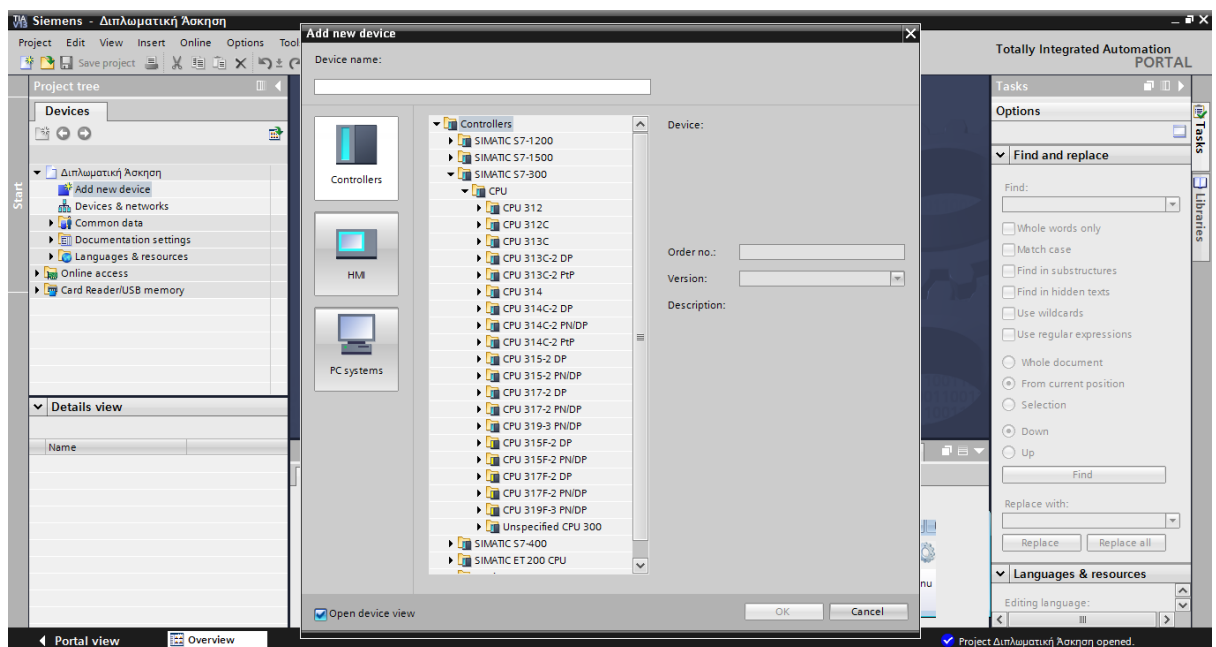 Siemens - Διπλωματική Άσκηση
Project Edit View Insert Online Options
Save project
Totally Integrated Automation
PORTAL
Start
Project tree
Devices
Διπλωματική Άσκηση
Add new device
Devices & networks
Common data
Documentation settings
Languages & resources
Online access
Card Reader/USB memory
Details view
Name
Add new device
Device name:
Controllers
HMI
PC systems
Controllers
SIMATIC S7-1200
SIMATIC S7-1500
SIMATIC S7-300
CPU
CPU 312
CPU 312C
CPU 313C
CPU 313C-2 DP
CPU 313C-2 PtP
CPU 314
CPU 314C-2 DP
CPU 314C-2 PN/DP
CPU 314C-2 PtP
CPU 315-2 DP
CPU 315-2 PN/DP
CPU 317-2 DP
CPU 317-2 PN/DP
CPU 319-3 PN/DP
CPU 315F-2 DP
CPU 315F-2 PN/DP
CPU 317F-2 DP
CPU 317F-2 PN/DP
CPU 319F-3 PN/DP
Unspecified CPU 300
SIMATIC S7-400
SIMATIC ET 200 CPU
Device:
Order no.:
Version:
Description:
Open device view
OK Cancel
Tasks
Options
Find and replace
Find:
Whole words only
Match case
Find in substructures
Find in hidden texts
Use wildcards
Use regular expressions
Whole document
From current position
Selection
Down
Up
Find
Replace with:
Replace Replace all
Languages & resources
Editing language:
Tasks
Libraries
Portal view Overview
Project Διπλωματική Άσκηση opened.